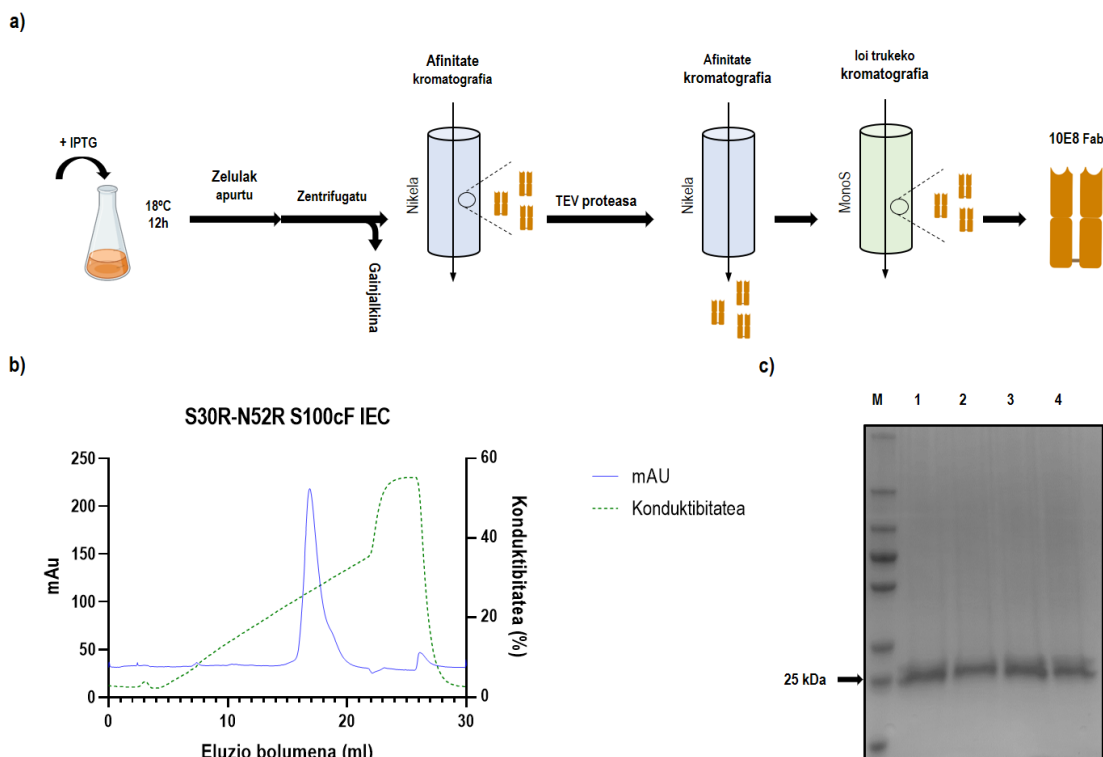 a)
+ IPTG
18ºC
12h
Zelulak
apurtu
Zentrifugatu
Gainjalkina
Afinitate
kromatografia
Nikela
TEV proteasa
Afinitate
kromatografia
Nikela
Ioi trukeko
kromatografia
MonoS
10E8 Fab
b)
S30R-N52R S100cF IEC
250
200
150
100
50
0
mAu
60
40
20
0
Konduktibitatea (%)
0
10
20
30
Eluzio bolumena (ml)
mAU
Konduktibitatea
c)
M 1 2 3 4
25 kDa